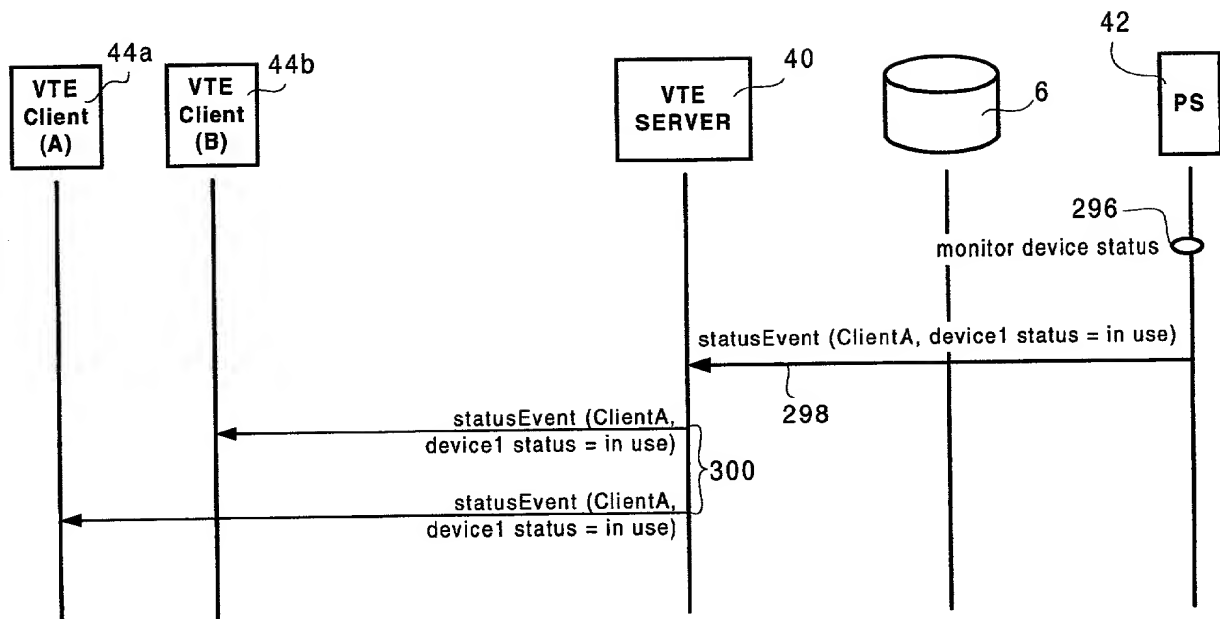 44a
44b
40
6
42
VTE
Client
(A)
VTE
Client
(B)
VTE
SERVER
PS
296
monitor device status
statusEvent (ClientA, device1 status = in use)
298
statusEvent (ClientA,
device1 status = in use)
300
statusEvent (ClientA,
device1 status = in use)